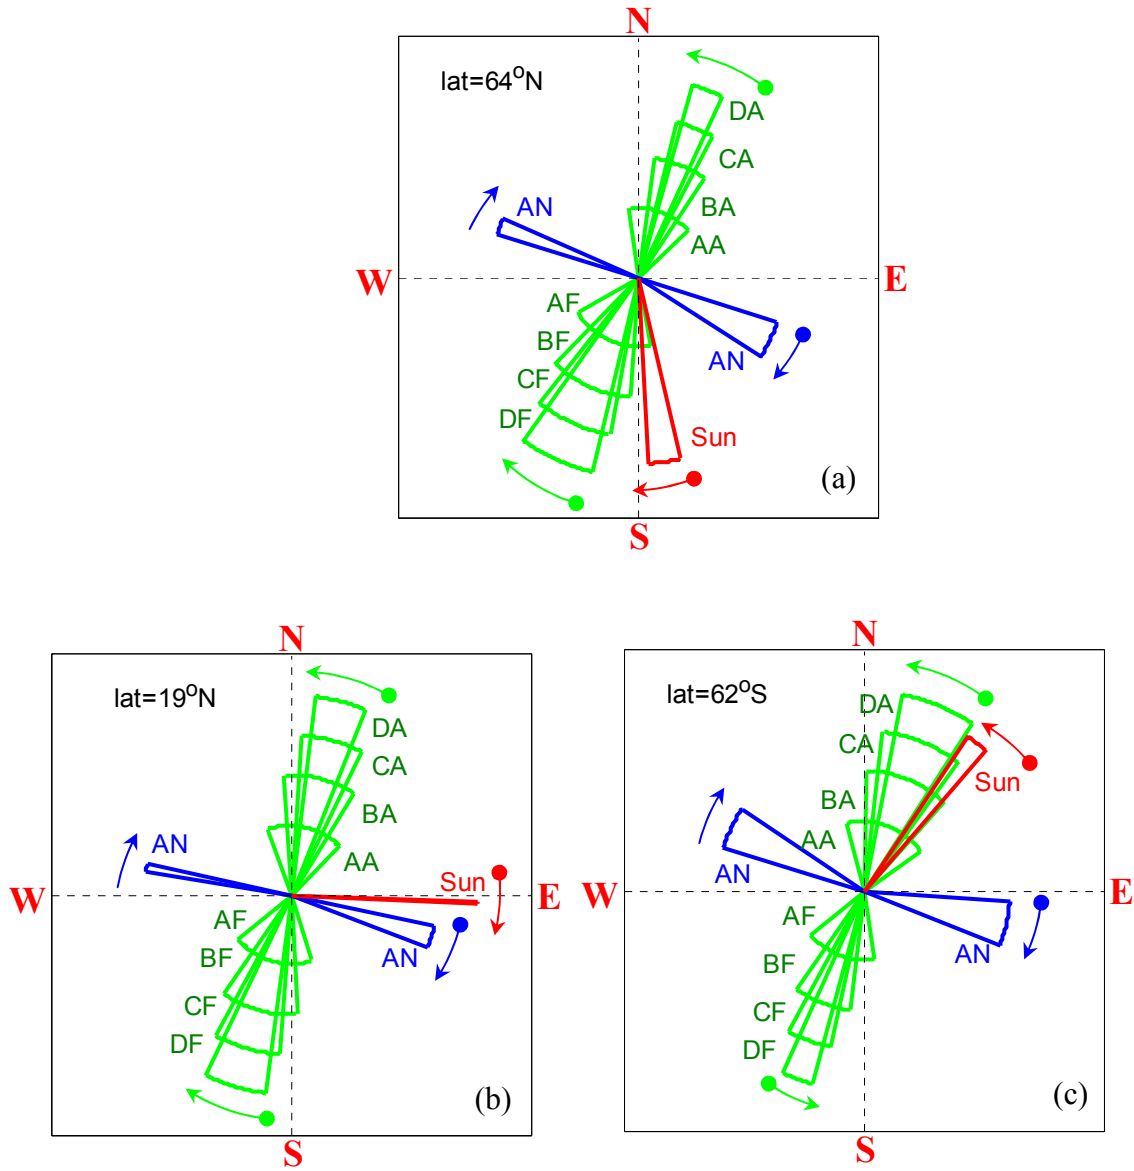 N
lat=64°N
DA
CA
AN
BA
AA
W
E
AF
BF
AN
CF
DF
Sun
(a)
S
N
N
lat=19°N
DA
CA
BA
AN
AA
Sun
W
E
AF
AN
BF
CF
DF
(b)
S
lat=62°S
DA
CA
Sun
BA
AA
AN
W
E
AF
AN
BF
CF
DF
(c)
S